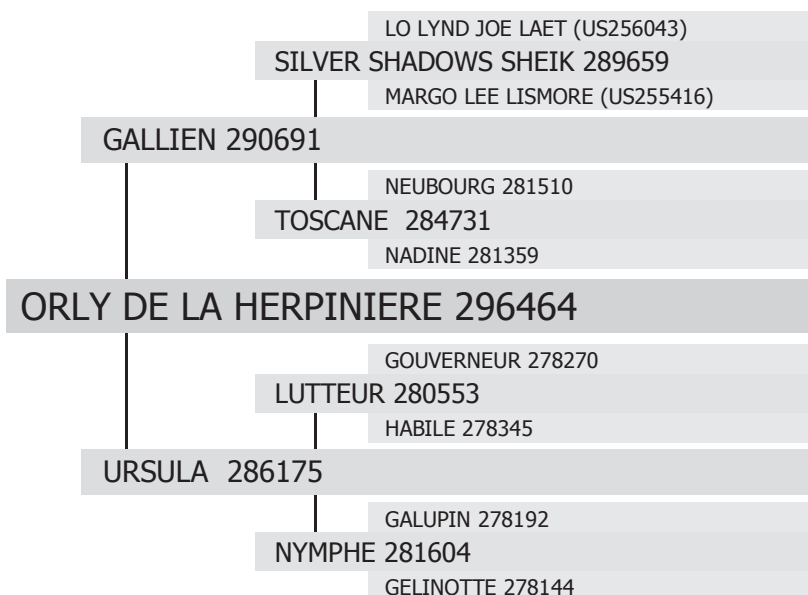 LO LYND JOE LAET (US256043)
SILVER SHADOWS SHEIK 289659
MARGO LEE LISMORE (US255416)
GALLIEN 290691
NEUBOURG 281510
TOSCANE 284731
NADINE 281359
ORLY DE LA HERPINIERE 296464
GOUVERNEUR 278270
LUTTEUR 280553
HABILE 278345
URSULA 286175
GALUPIN 278192
NYMPHE 281604
GELINOTTE 278144